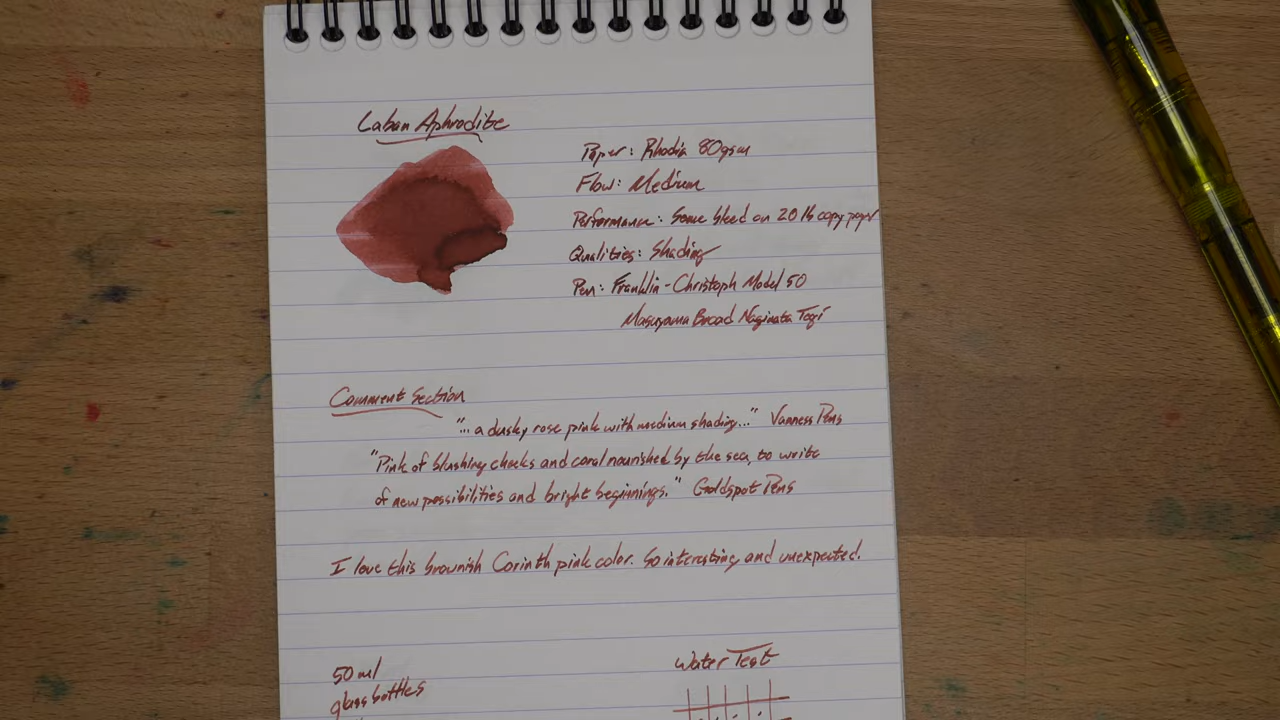 Laban Aphrodite
Paper: Rhodia 80gsm
Flow: Medium
Performance: Some bleed on 20 lb copy paper
Qualities: Shading
Pen: Franklin-Christoph Model 50
Masuyama Broad Naginata Togi
Comment Section
"... a dusky rose pink with medium shading..." Vanness Pens
"Pink of blushing cheeks and coral nourished by the sea, to write
of new possibilities and bright beginnings." Goldspot Pens
I love this brownish Corinth pink color. So interesting and unexpected.
50 ml
glass bottles
Water Test